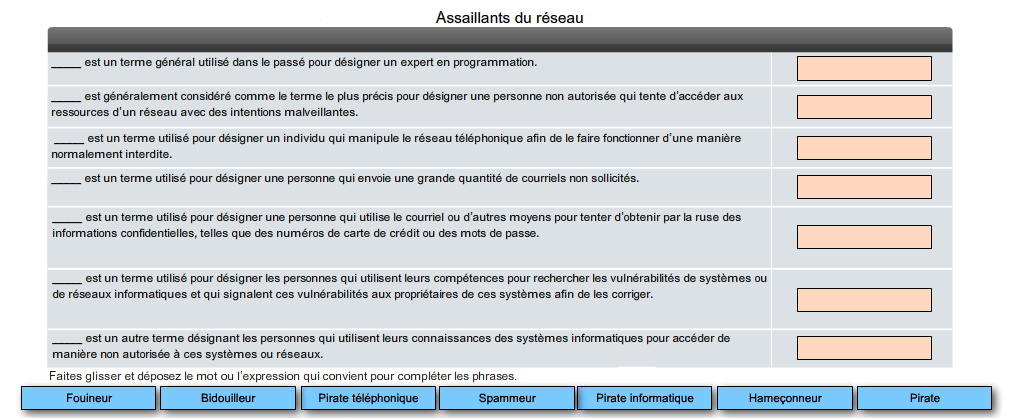 Assaillants du réseau
_____ est un terme général utilisé dans le passé pour désigner un expert en programmation.
_____ est généralement considéré comme le terme le plus précis pour désigner une personne non autorisée qui tente d'accéder aux
ressources d'un réseau avec des intentions malveillantes.
_____ est un terme utilisé pour désigner un individu qui manipule le réseau téléphonique afin de le faire fonctionner d'une manière
normalement interdite.
_____ est un terme utilisé pour désigner une personne qui envoie une grande quantité de courriels non sollicités.
_____ est un terme utilisé pour désigner une personne qui utilise le courriel ou d'autres moyens pour tenter d'obtenir par la ruse des
informations confidentielles, telles que des numéros de carte de crédit ou des mots de passe.
_____ est un terme utilisé pour désigner les personnes qui utilisent leurs compétences pour rechercher les vulnérabilités de systèmes ou
de réseaux informatiques et qui signalent ces vulnérabilités aux propriétaires de ces systèmes afin de les corriger.
_____ est un autre terme désignant les personnes qui utilisent leurs connaissances des systèmes informatiques pour accéder de
manière non autorisée à ces systèmes ou réseaux.
Faites glisser et déposez le mot ou l'expression qui convient pour compléter les phrases.
Fouineur Bidouilleur Pirate téléphonique Spammeur Pirate informatique Hameçonneur Pirate